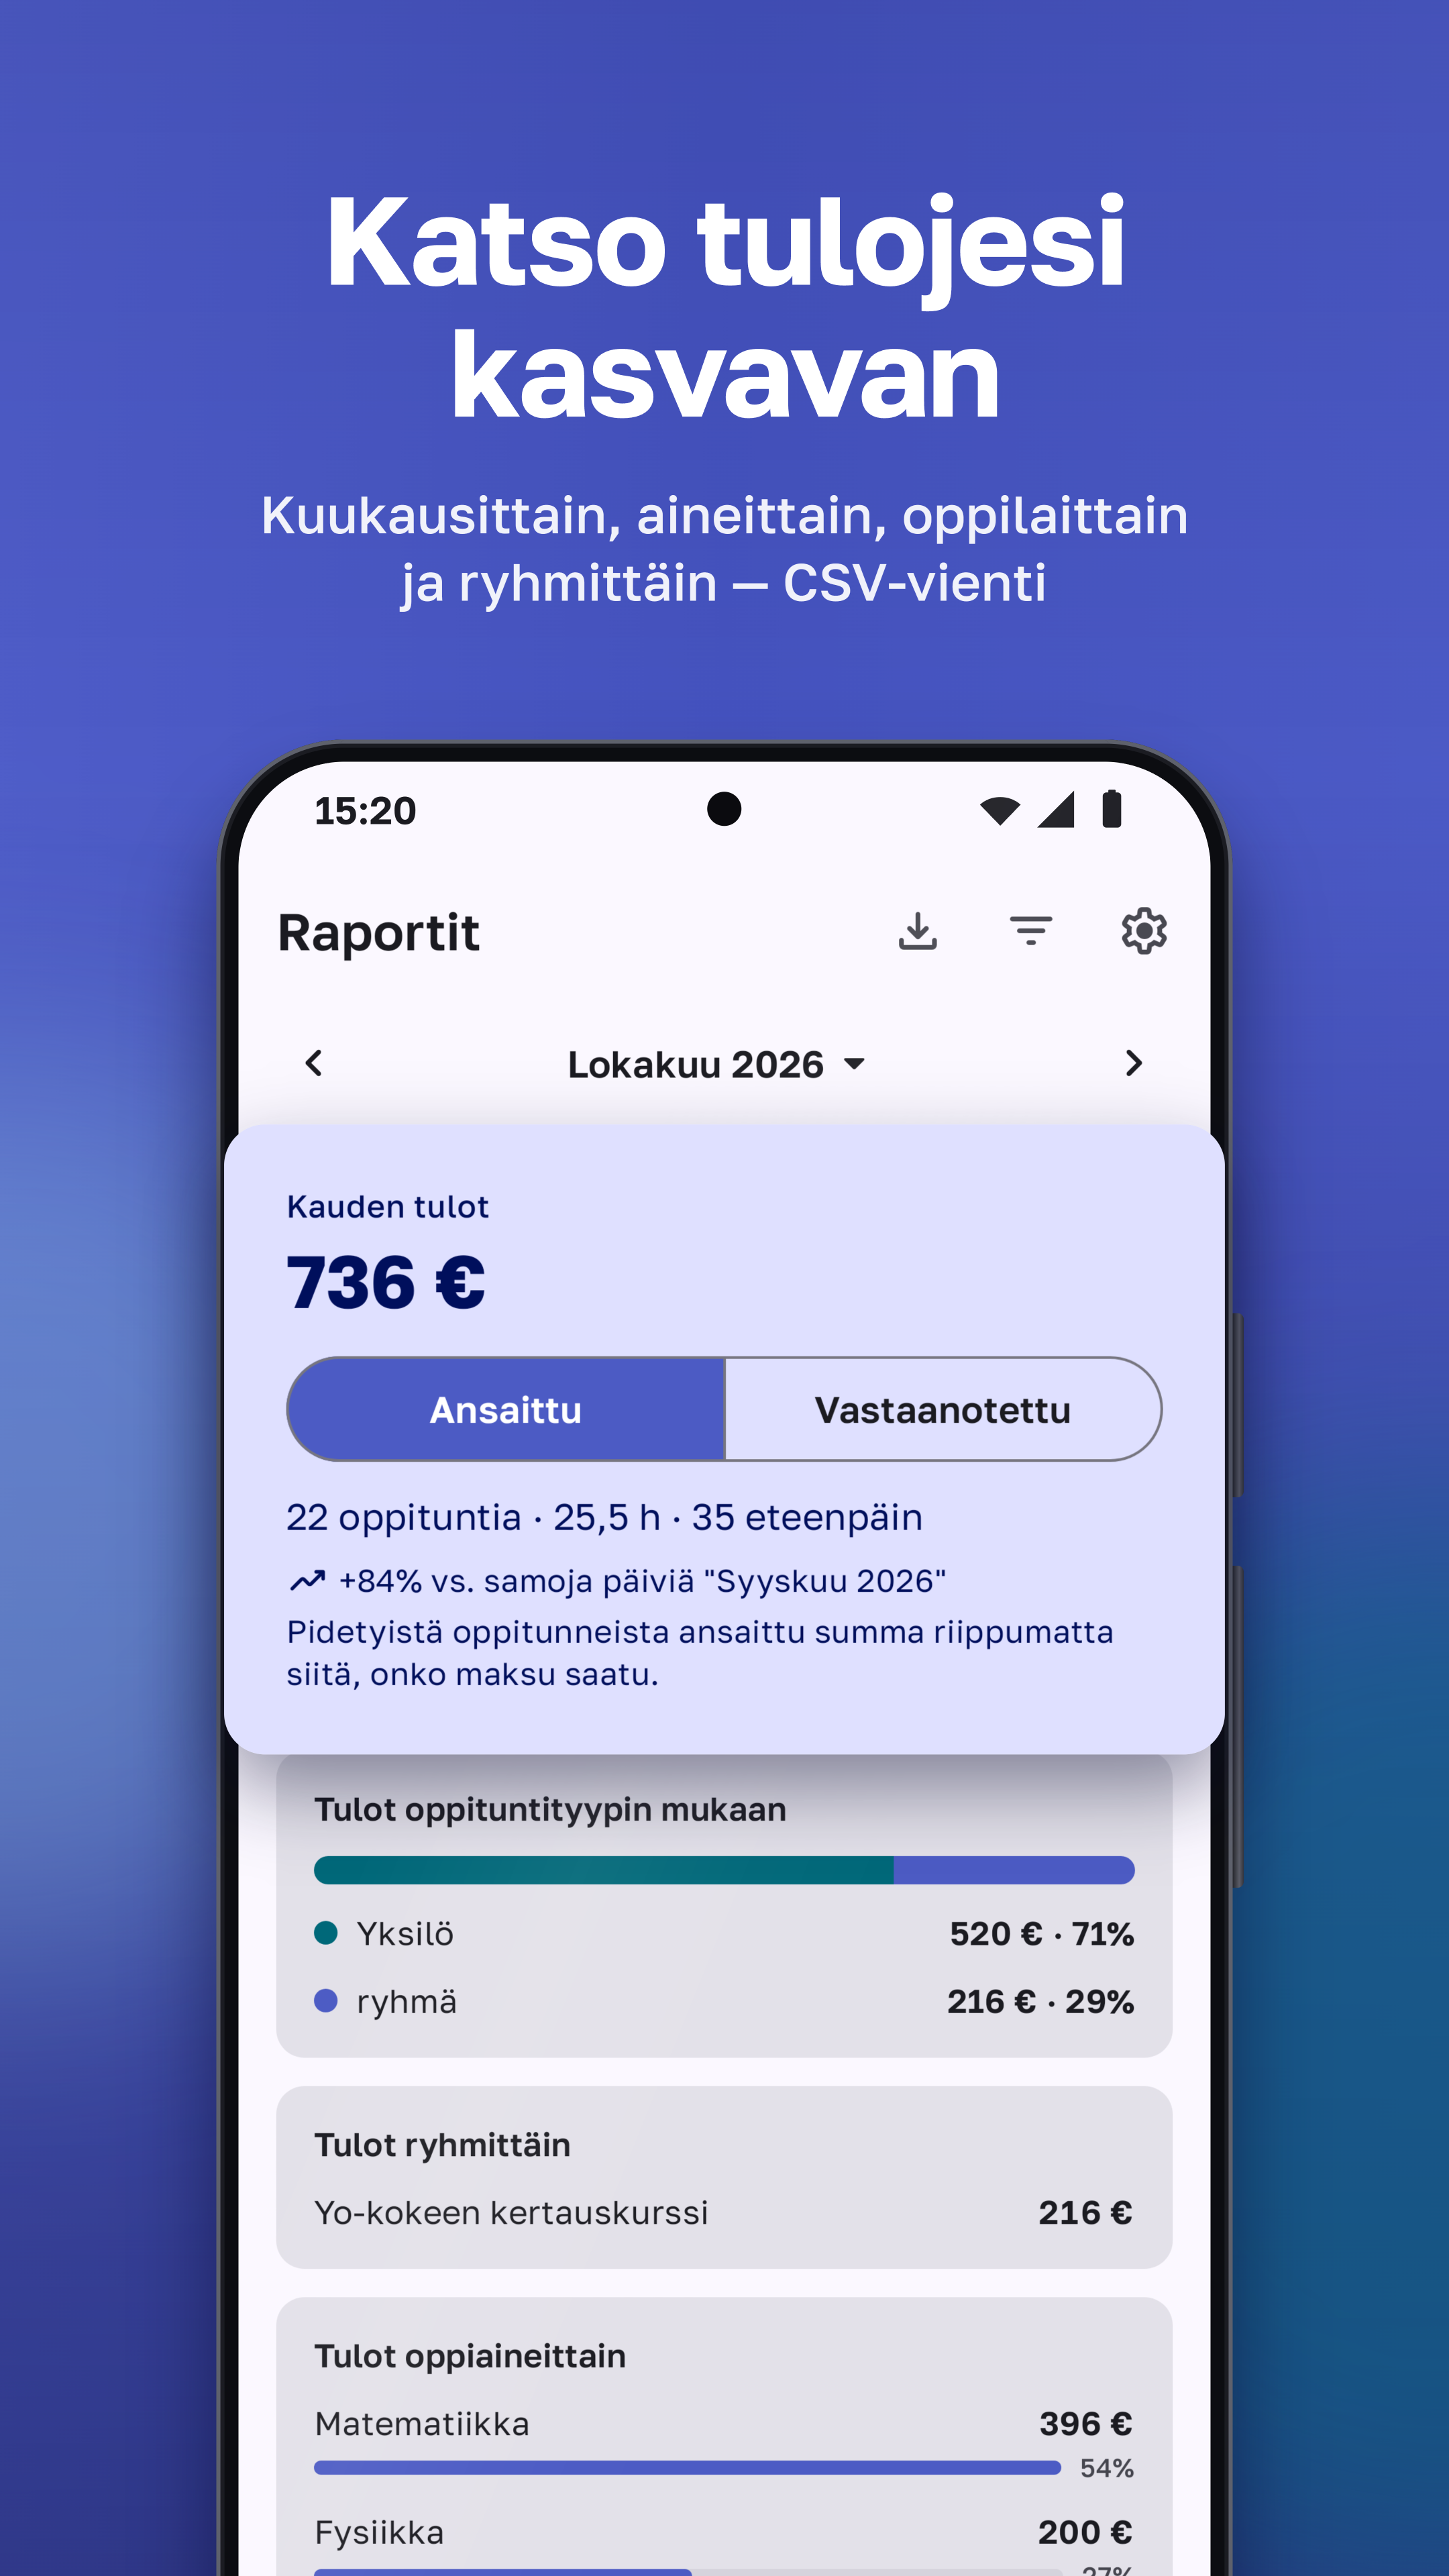 Katso tulojesi
kasvavan
Kuukausittain, aineittain, oppilaittain
ja ryhmittäin — CSV-vienti
15:20
Raportit
Lokakuu 2026
Kauden tulot
736 €
Ansaittu
Vastaanotettu
22 oppituntia · 25,5 h · 35 eteenpäin
+84% vs. samoja päiviä "Syyskuu 2026"
Pidetyistä oppitunneista ansaittu summa riippumatta
siitä, onko maksu saatu.
Tulot oppituntityypin mukaan
Yksilö 520 € · 71%
ryhmä 216 € · 29%
Tulot ryhmittäin
Yo-kokeen kertauskurssi 216 €
Tulot oppiaineittain
Matematiikka 396 €
54%
Fysiikka 200 €
27%